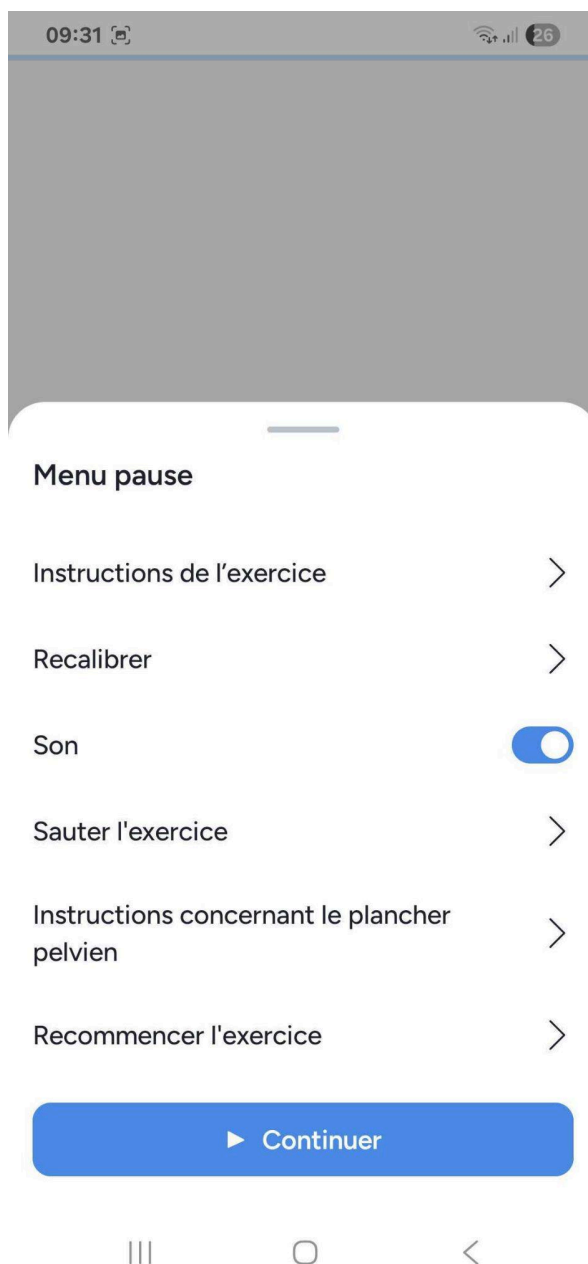 09:31
26
Menu pause
Instructions de l’exercice
Recalibrer
Son
Sauter l'exercice
Instructions concernant le plancher
pelvien
Recommencer l'exercice
Continuer